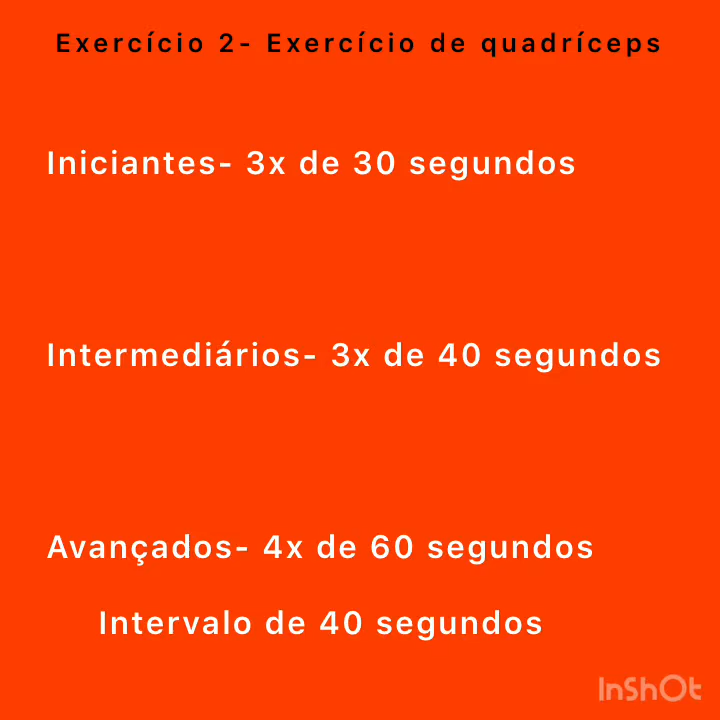 Exercício 2- Exercício de quadríceps
Iniciantes- 3x de 30 segundos
Intermediários- 3x de 40 segundos
Avançados- 4x de 60 segundos
Intervalo de 40 segundos
InShOt